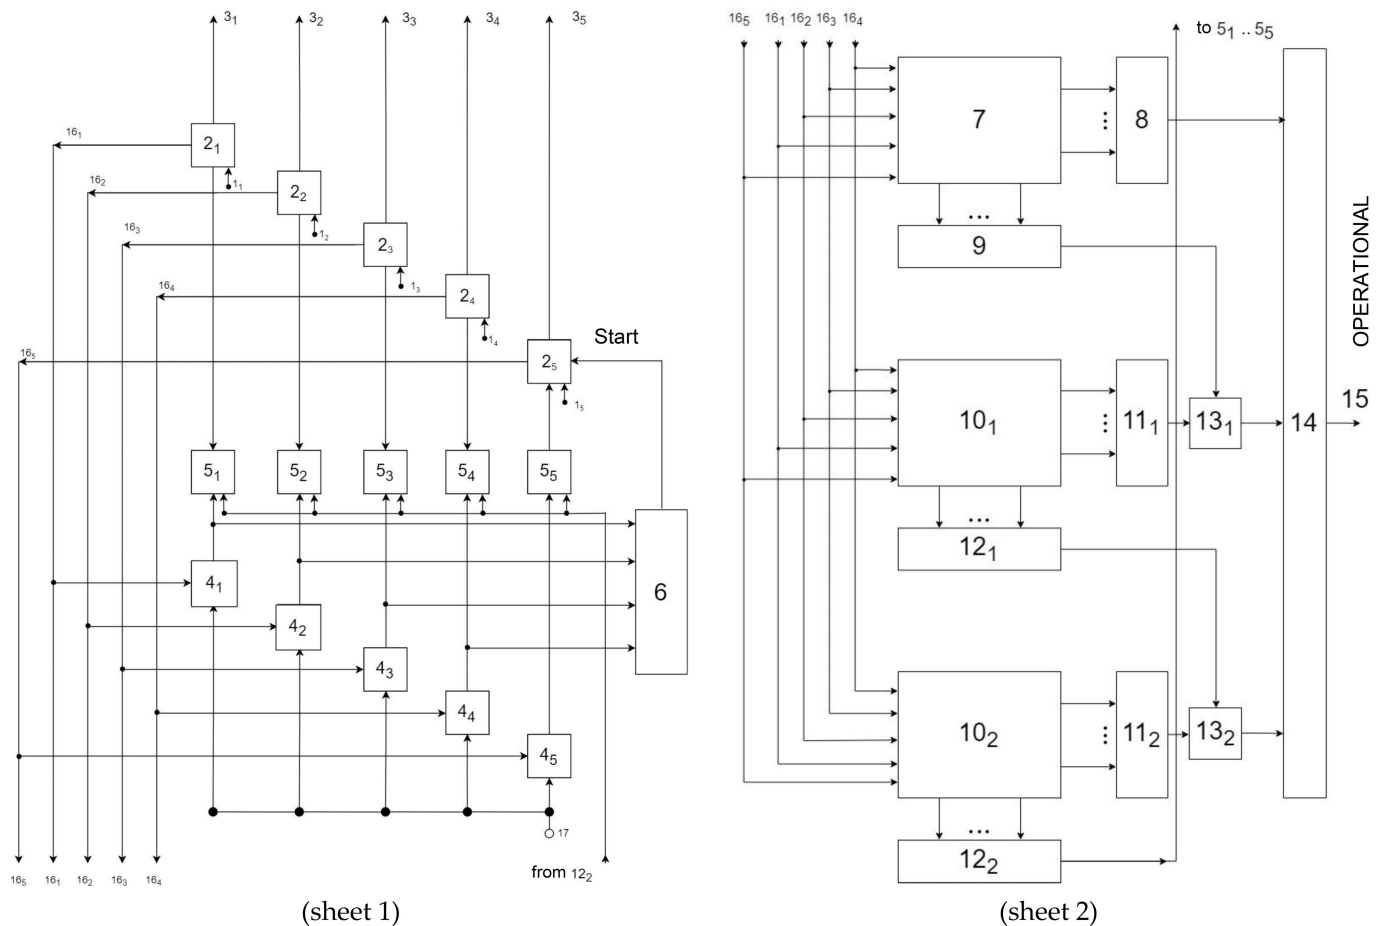 3₁ 3₂ 3₃ 3₄ 3₅
16₁ 2₁
1₁
16₂ 2₂
1₂
16₃ 2₃
1₃
16₄ 2₄
1₄
Start
16₅ 2₅
1₅
5₁ 5₂ 5₃ 5₄ 5₅
4₁ 6
4₂
4₃
4₄
4₅
17
from 12₂
16₅ 16₁ 16₂ 16₃ 16₄
(sheet 1)
16₅ 16₁ 16₂ 16₃ 16₄
to 5₁ .. 5₅
7 ... 8
...
9
OPERATIONAL
15
10₁ ... 11₁ 13₁ 14
...
12₁
10₂ ... 11₂ 13₂
...
12₂
(sheet 2)